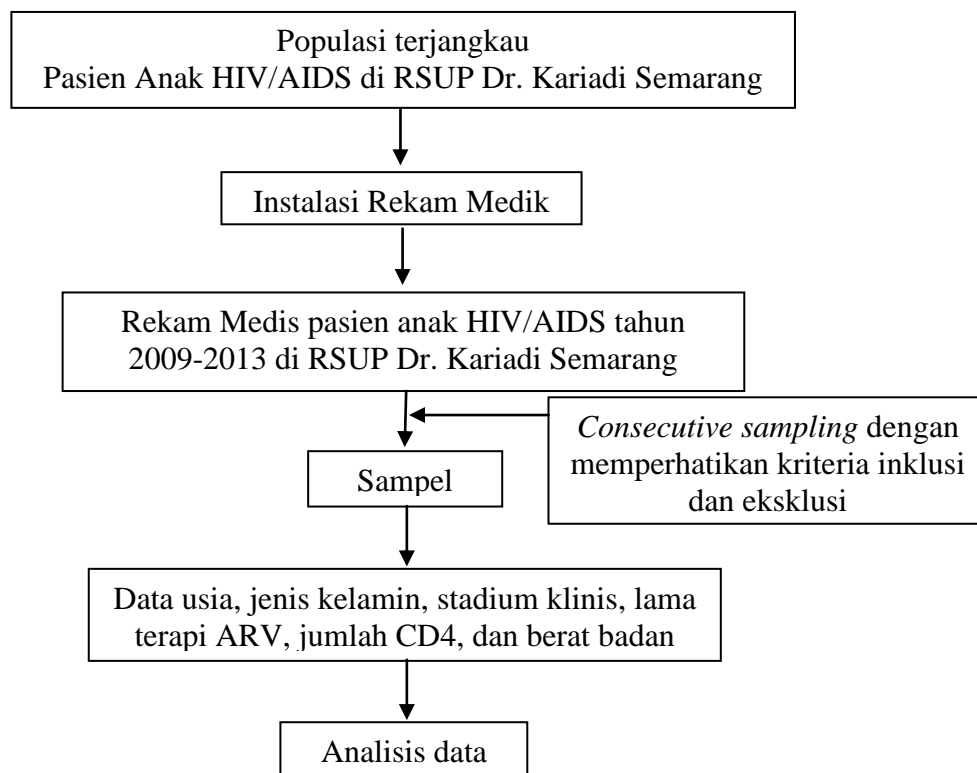 Populasi terjangkau
Pasien Anak HIV/AIDS di RSUP Dr. Kariadi Semarang
Instalasi Rekam Medik
Rekam Medis pasien anak HIV/AIDS tahun
2009-2013 di RSUP Dr. Kariadi Semarang
Consecutive sampling dengan
memperhatikan kriteria inklusi
dan eksklusi
Sampel
Data usia, jenis kelamin, stadium klinis, lama
terapi ARV, jumlah CD4, dan berat badan
Analisis data